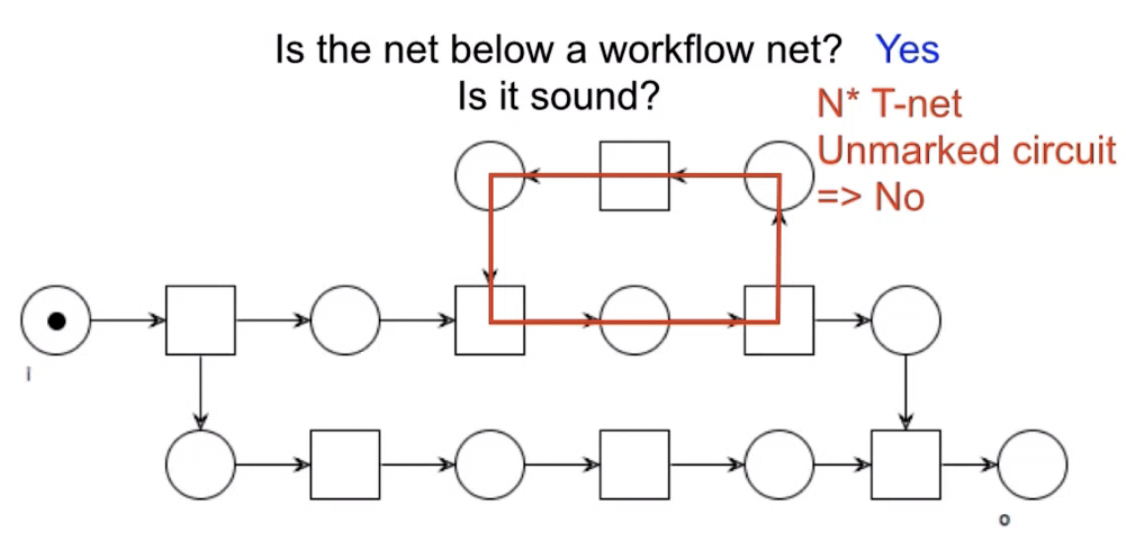 Is the net below a workflow net? Yes
Is it sound?
N* T-net
Unmarked circuit
=> No
i
o